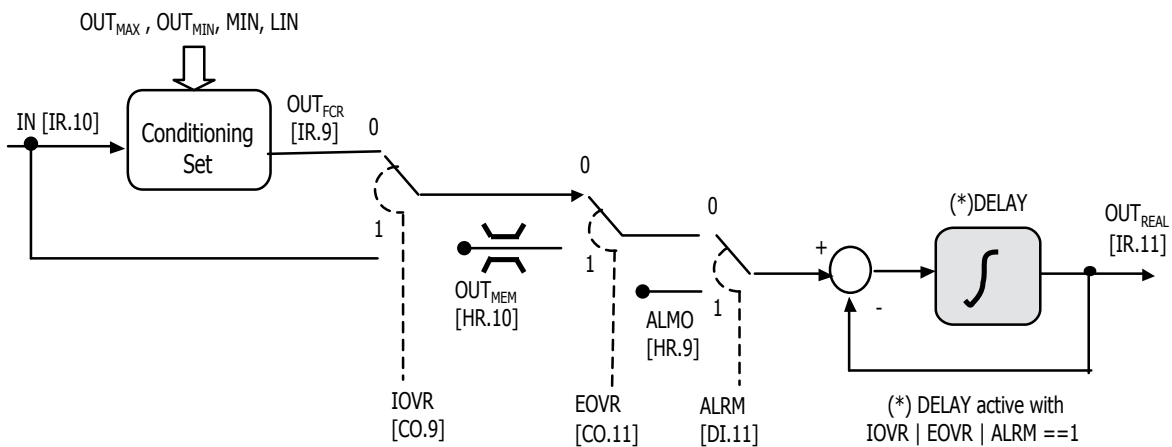 OUTMAX , OUTMIN, MIN, LIN
IN [IR.10]
Conditioning
Set
OUTFCR
[IR.9]
0
1
OUTMEM
[HR.10]
0
1
ALMO
[HR.9]
0
1
+
-
(*)DELAY
∫
OUTREAL
[IR.11]
IOVR
[CO.9]
EOVR
[CO.11]
ALRM
[DI.11]
(*) DELAY active with
IOVR | EOVR | ALRM ==1